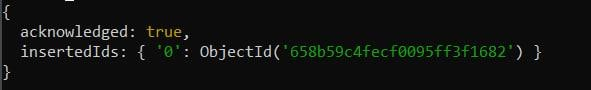 {
  acknowledged: true,
  insertedIds: { '0': ObjectId('658b59c4fecf0095ff3f1682') }
}